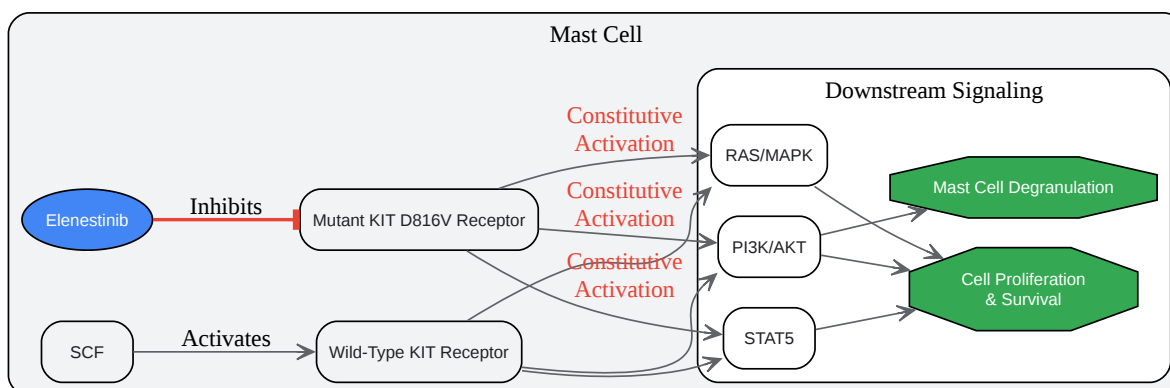 Mast Cell
Downstream Signaling
Constitutive
Activation
RAS/MAPK
Mast Cell Degranulation
Elenestinib
Inhibits
Mutant KIT D816V Receptor
Constitutive
Activation
PI3K/AKT
Constitutive
Activation
Cell Proliferation
& Survival
SCF
Activates
Wild-Type KIT Receptor
STAT5